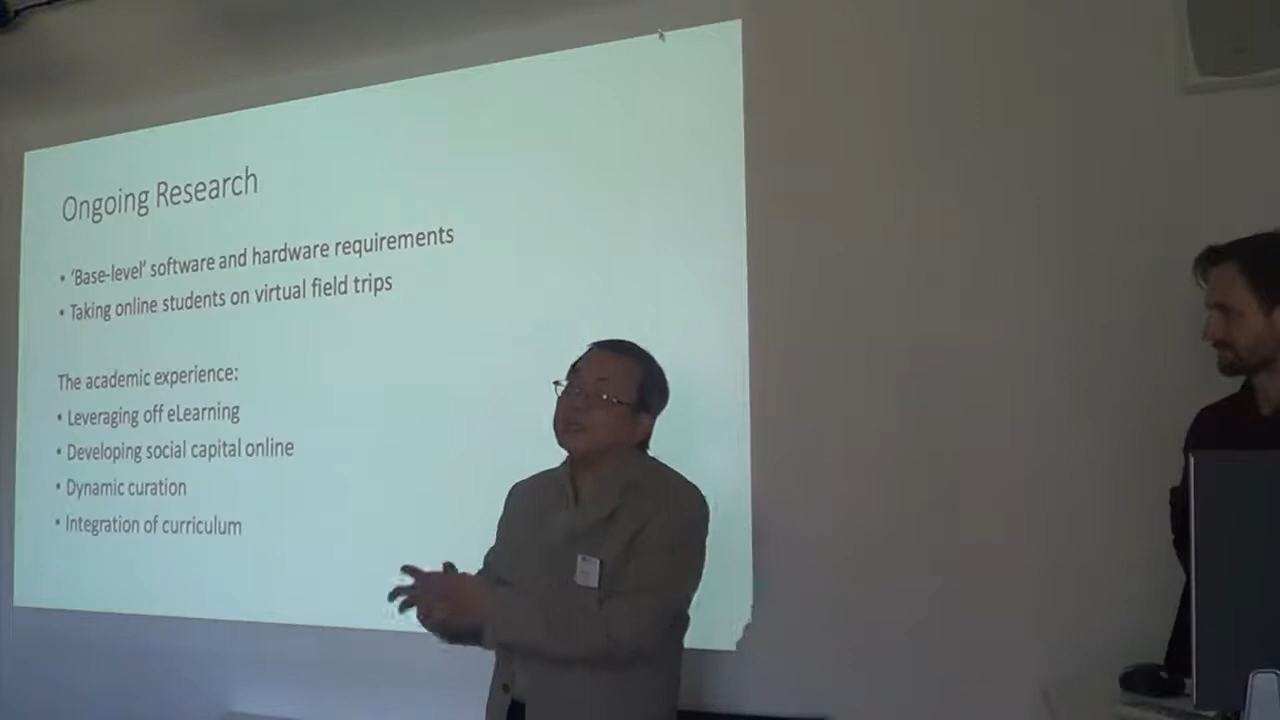 Ongoing Research
• 'Base-level' software and hardware requirements
• Taking online students on virtual field trips
The academic experience:
• Leveraging off eLearning
• Developing social capital online
• Dynamic curation
• Integration of curriculum